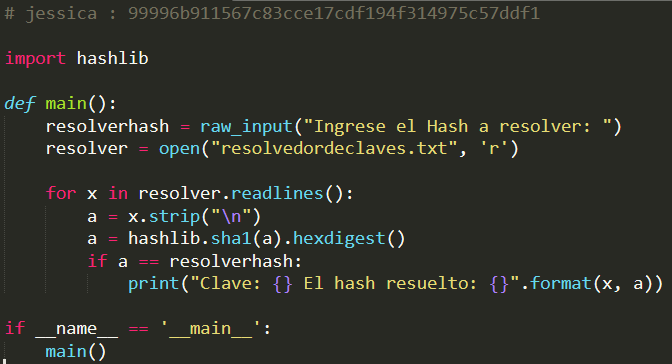 # jessica : 99996b911567c83cce17cdf194f314975c57ddf1
import hashlib
def main():
    resolverhash = raw_input("Ingrese el Hash a resolver: ")
    resolver = open("resolvedordeclaves.txt", 'r')
    for x in resolver.readlines():
        a = x.strip("\n")
        a = hashlib.sha1(a).hexdigest()
        if a == resolverhash:
            print("Clave: {} El hash resuelto: {}".format(x, a))
if __name__ == '__main__':
    main()